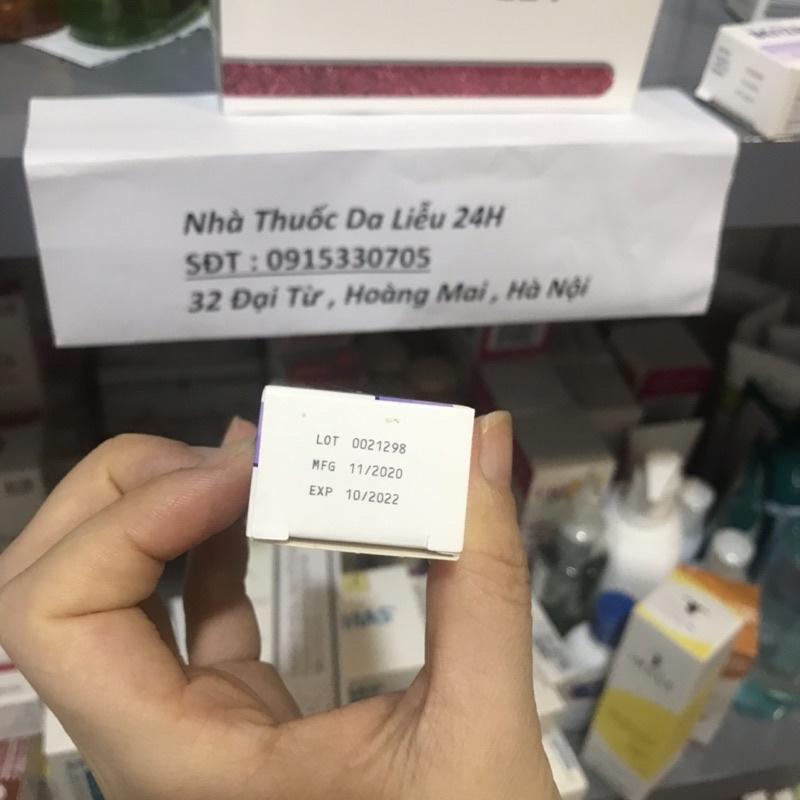 Nhà Thuốc Da Liễu 24H
SĐT : 0915330705
32 Đại Từ , Hoàng Mai , Hà Nội
LOT 0021298
MFG 11/2020
EXP 10/2022